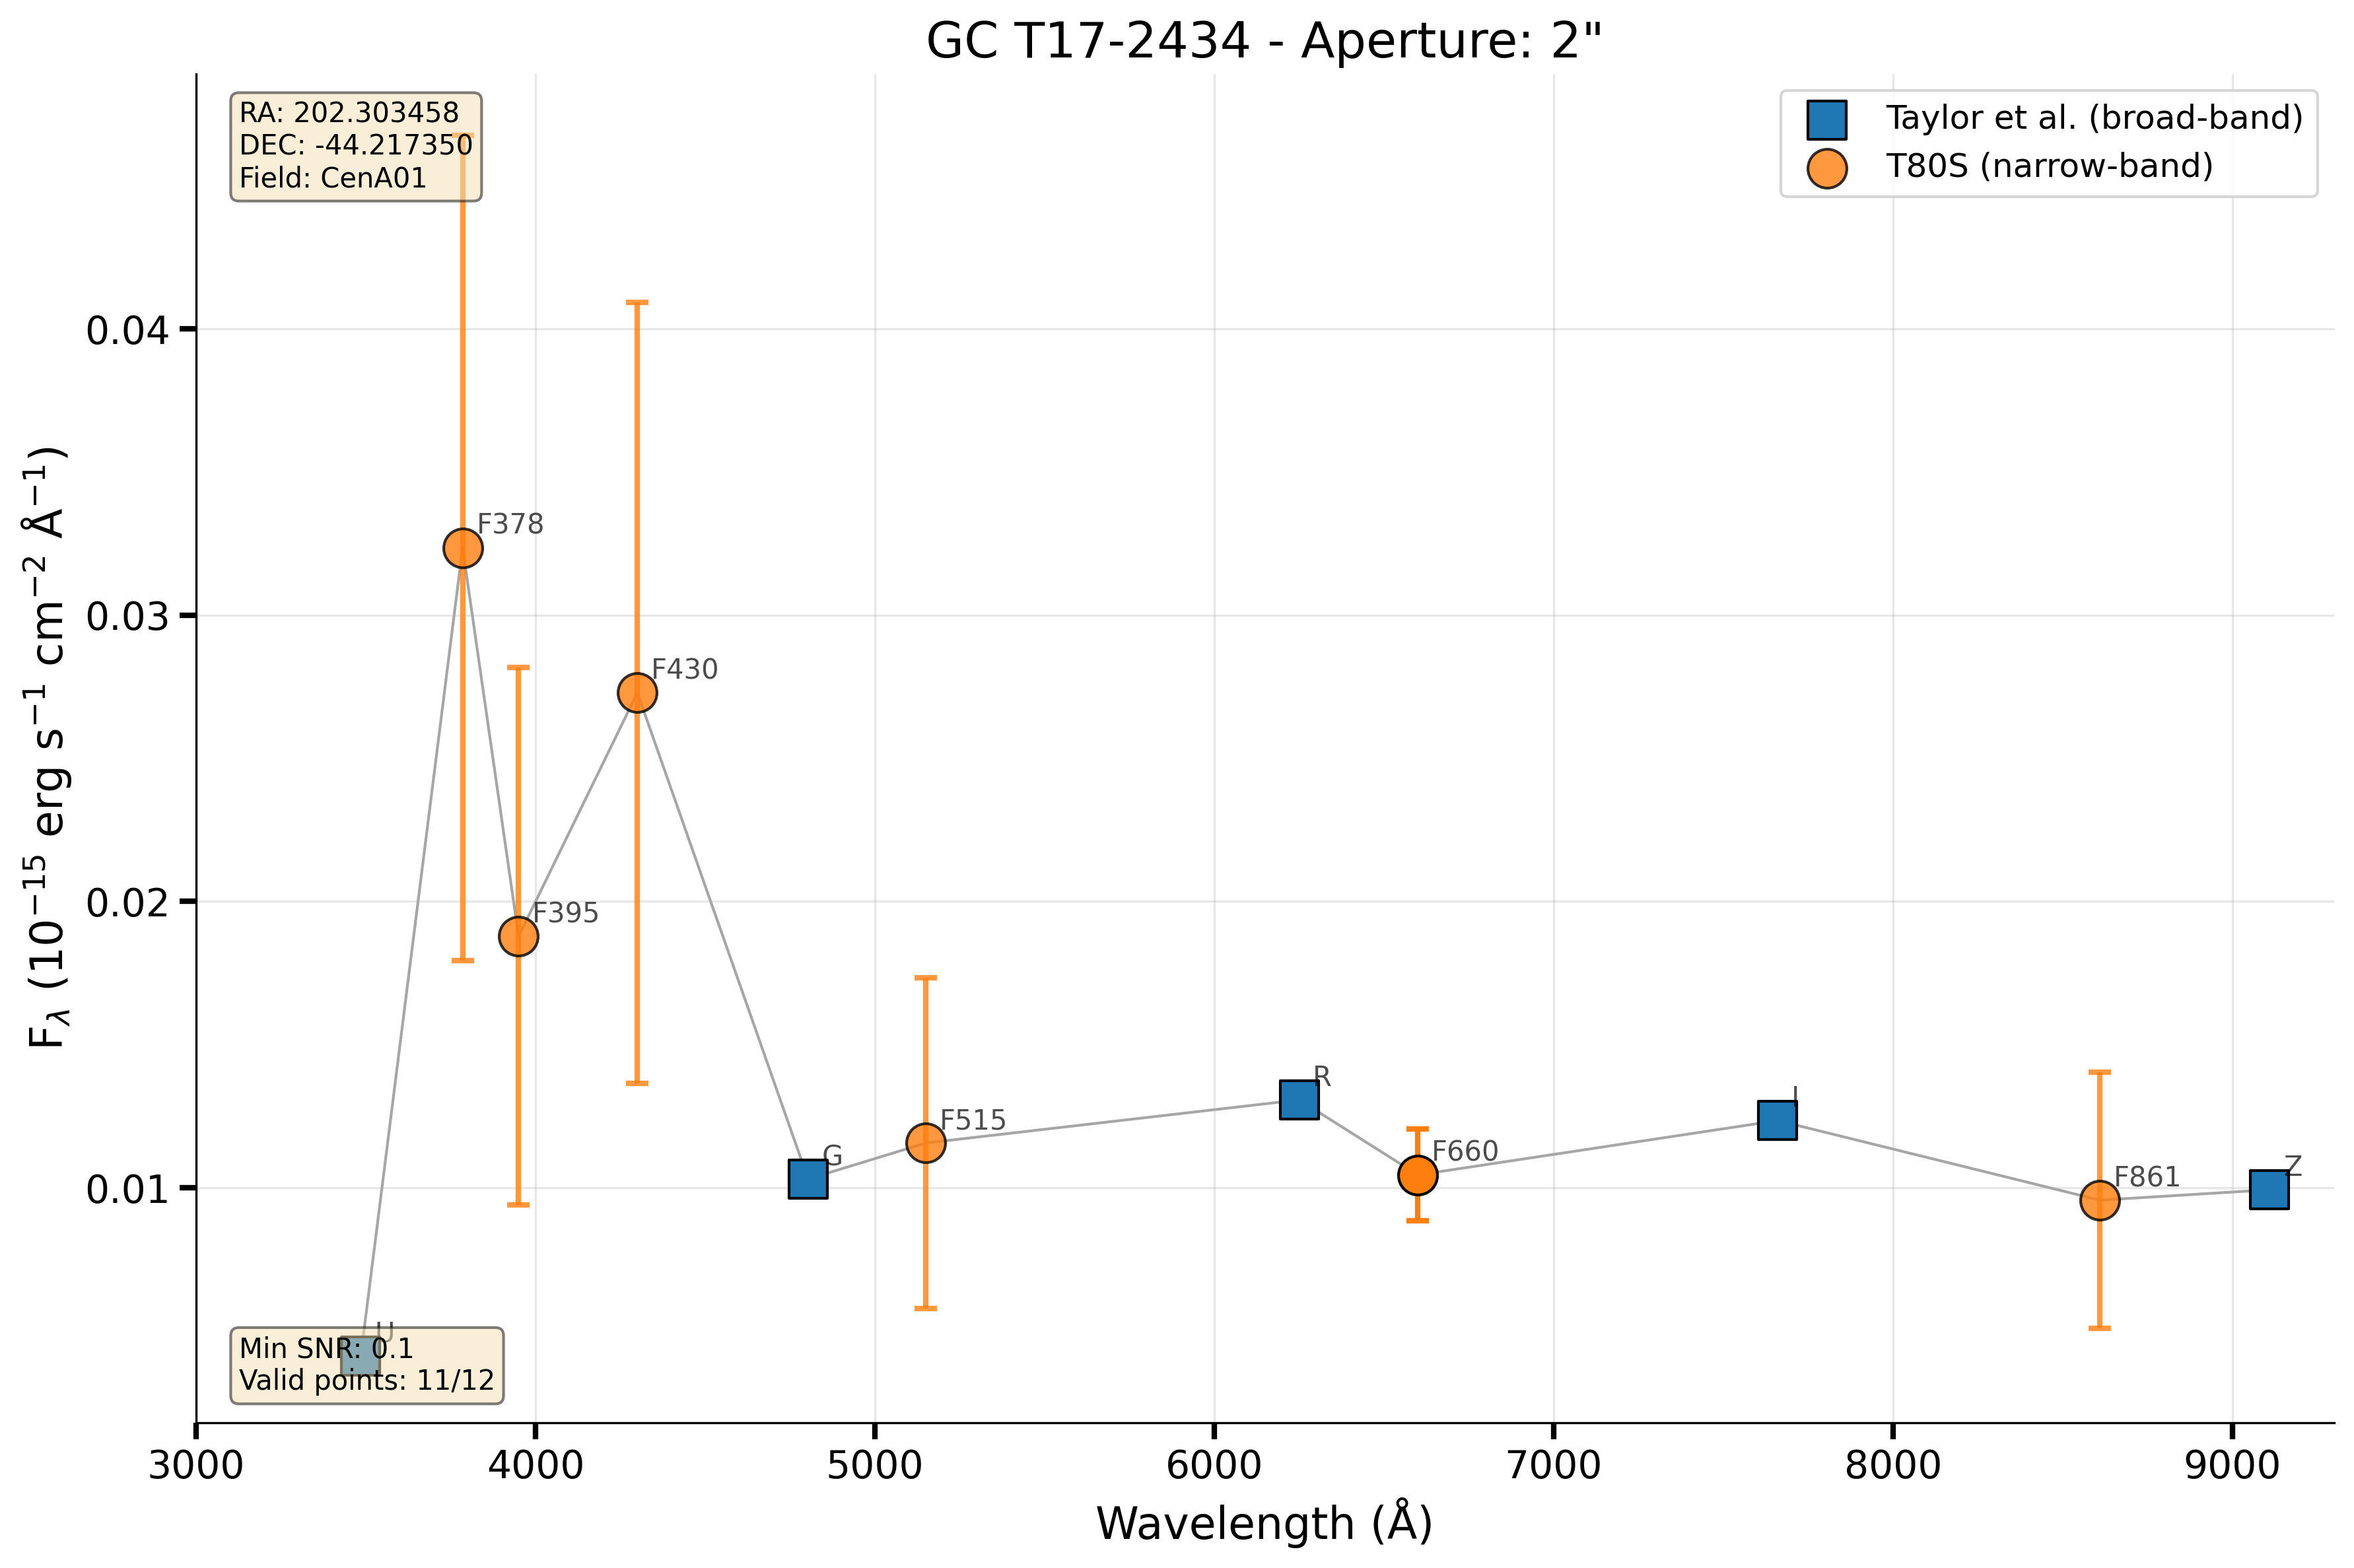 GC T17-2434 - Aperture: 2"
RA: 202.303458
DEC: -44.217350
Field: CenA01
Taylor et al. (broad-band)
T80S (narrow-band)
F_λ (10⁻¹⁵ erg s⁻¹ cm⁻² Å⁻¹)
0.04
0.03
0.02
0.01
F378
F430
F395
F515
R
G
F660
I
F861
Z
U
Min SNR: 0.1
Valid points: 11/12
3000
4000
5000
6000
7000
8000
9000
Wavelength (Å)